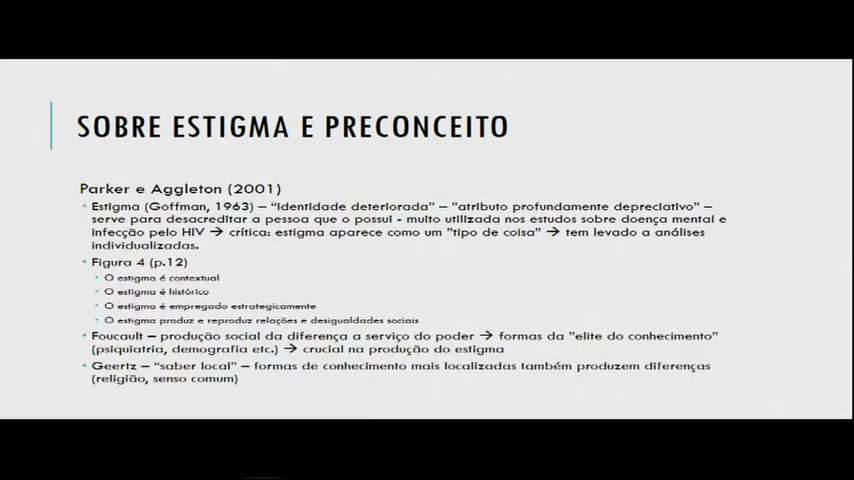 SOBRE ESTIGMA E PRECONCEITO
Parker e Aggleton (2001)
Estigma (Goffman, 1963) – “identidade deteriorada” – ”atributo profundamente depreciativo” –
serve para desacreditar a pessoa que o possui - muito utilizada nos estudos sobre doença mental e
infecção pelo HIV → crítica: estigma aparece como um ”tipo de coisa” → tem levado a análises
individualizadas.
Figura 4 (p.12)
O estigma é contextual
O estigma é histórico
O estigma é empregado estrategicamente
O estigma produz e reproduz relações e desigualdades sociais
Foucault – produção social da diferença a serviço do poder → formas da ”elite do conhecimento”
(psiquiatria, demografia etc.) → crucial na produção do estigma
Geertz – “saber local” – formas de conhecimento mais localizadas também produzem diferenças
(religião, senso comum)